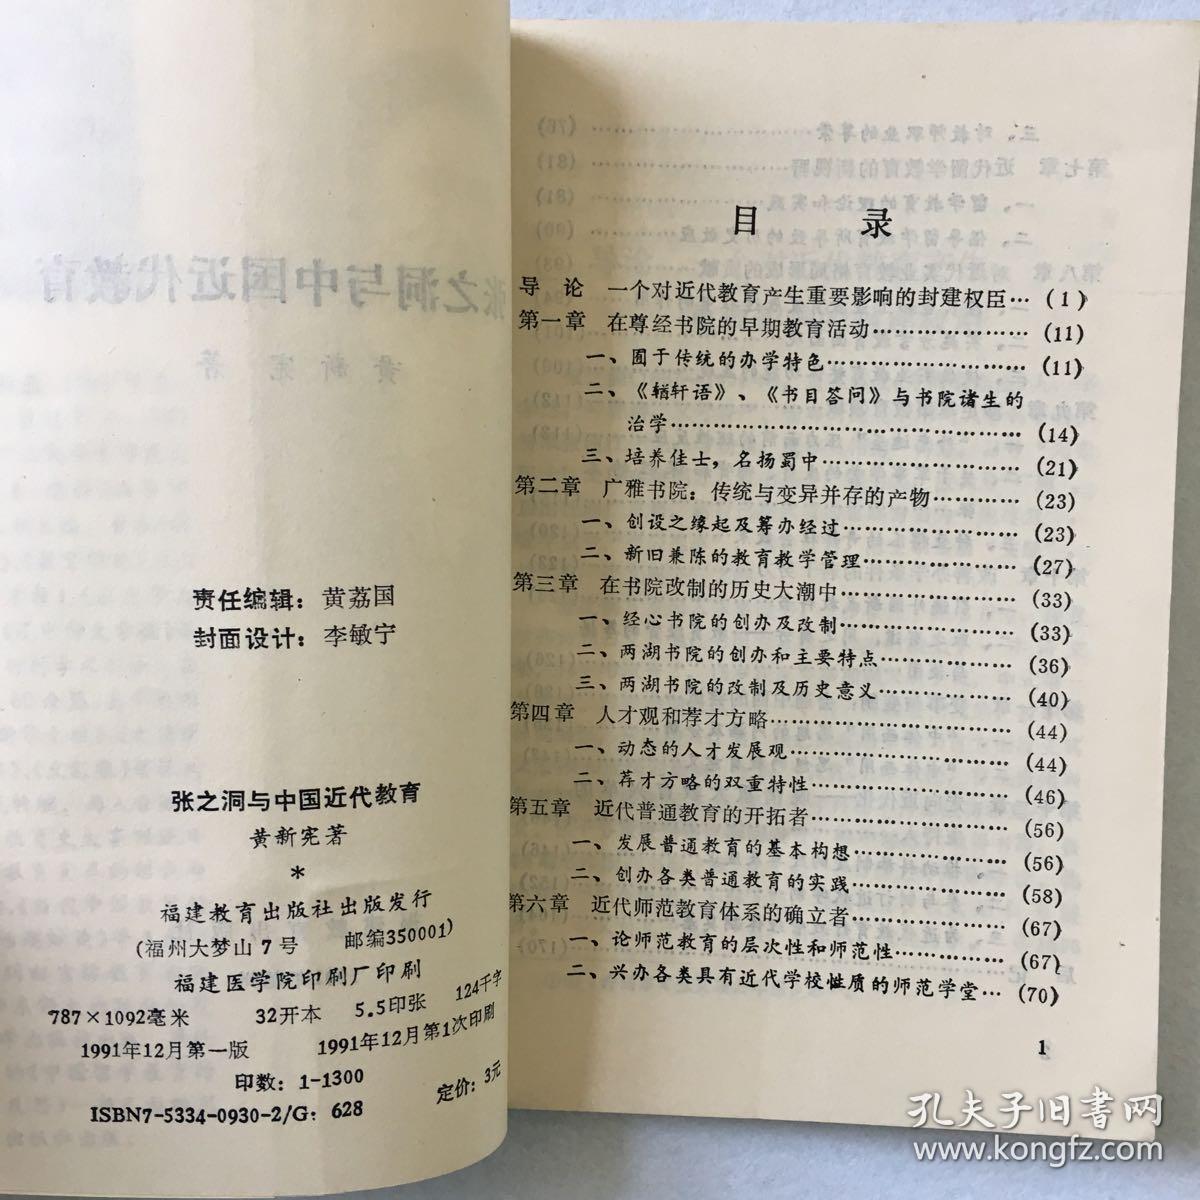 责任编辑：黄荔国
封面设计：李敏宁
张之洞与中国近代教育
黄新宪著
*
福建教育出版社出版发行
(福州大梦山7号 邮编350001)
福建医学院印刷厂印刷
787×1092毫米 32开本 5.5印张 124千字
1991年12月第一版 1991年12月第1次印刷
印数：1-1300
定价：3元
ISBN7-5334-0930-2/G：628
目 录
导 论 一个对近代教育产生重要影响的封建权臣…(1)
第一章 在尊经书院的早期教育活动…………………(11)
一、囿于传统的办学特色…………………………(11)
二、《輶轩语》、《书目答问》与书院诸生的
治学……………………………………………(14)
三、培养佳士，名扬蜀中…………………………(21)
第二章 广雅书院：传统与变异并存的产物…………(23)
一、创设之缘起及筹办经过………………………(23)
二、新旧兼陈的教育教学管理……………………(27)
第三章 在书院改制的历史大潮中……………………(33)
一、经心书院的创办及改制………………………(33)
二、两湖书院的创办和主要特点…………………(36)
三、两湖书院的改制及历史意义…………………(40)
第四章 人才观和荐才方略……………………………(44)
一、动态的人才发展观……………………………(44)
二、荐才方略的双重特性…………………………(46)
第五章 近代普通教育的开拓者………………………(56)
一、发展普通教育的基本构想……………………(56)
二、创办各类普通教育的实践……………………(58)
第六章 近代师范教育体系的确立者…………………(67)
一、论师范教育的层次性和师范性………………(67)
二、兴办各类具有近代学校性质的师范学堂…(70)
1
孔夫子旧书网
www.kongfz.com